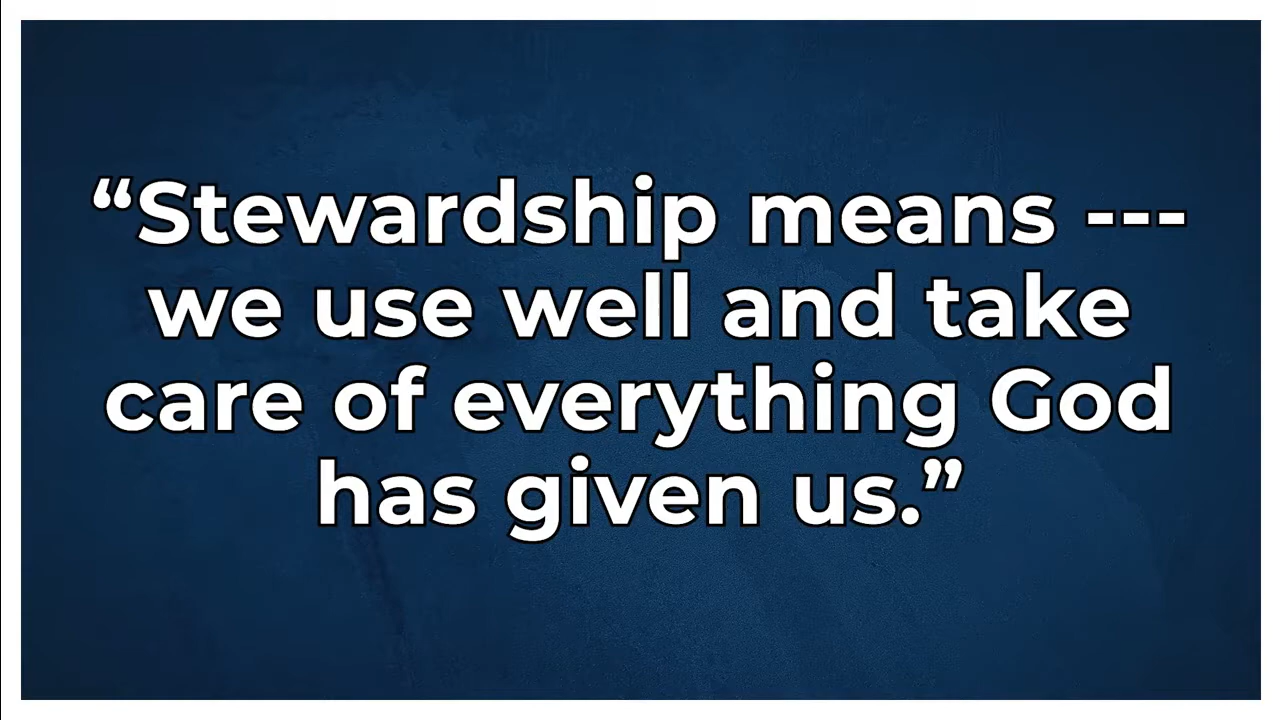 “Stewardship means ---
we use well and take
care of everything God
has given us.”